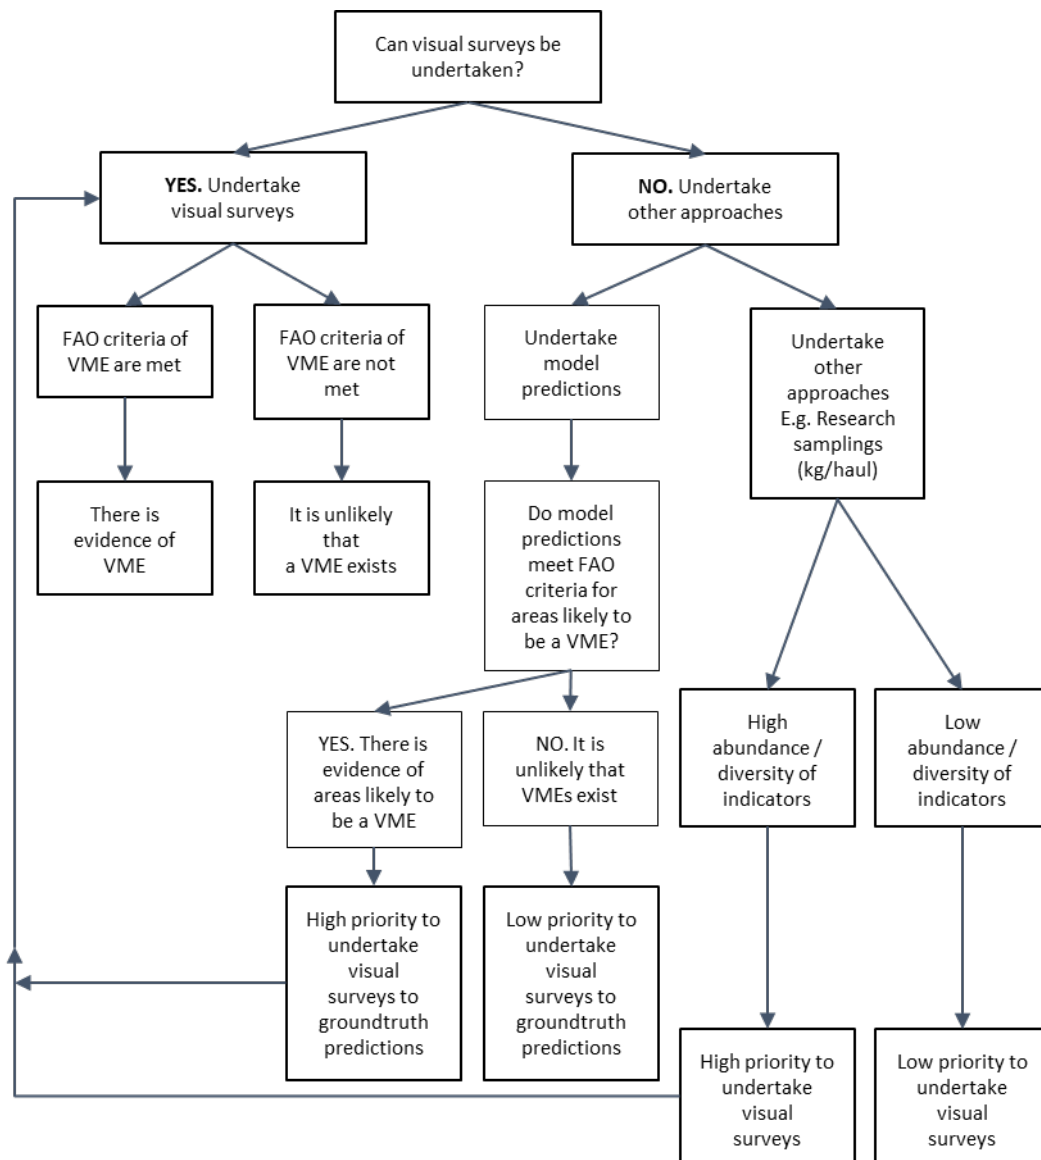 Can visual surveys be
undertaken?
YES. Undertake
visual surveys
NO. Undertake
other approaches
FAO criteria of
VME are met
FAO criteria of
VME are not
met
Undertake
model
predictions
Undertake
other
approaches
E.g. Research
samplings
(kg/haul)
There is
evidence of
VME
It is unlikely
that
a VME exists
Do model
predictions
meet FAO
criteria for
areas likely to
be a VME?
YES. There is
evidence of
areas likely to
be a VME
NO. It is
unlikely that
VMEs exist
High
abundance /
diversity of
indicators
Low
abundance /
diversity of
indicators
High priority to
undertake
visual
surveys to
groundtruth
predictions
Low priority to
undertake
visual
surveys to
groundtruth
predictions
High priority to
undertake
visual
surveys
Low priority to
undertake
visual
surveys